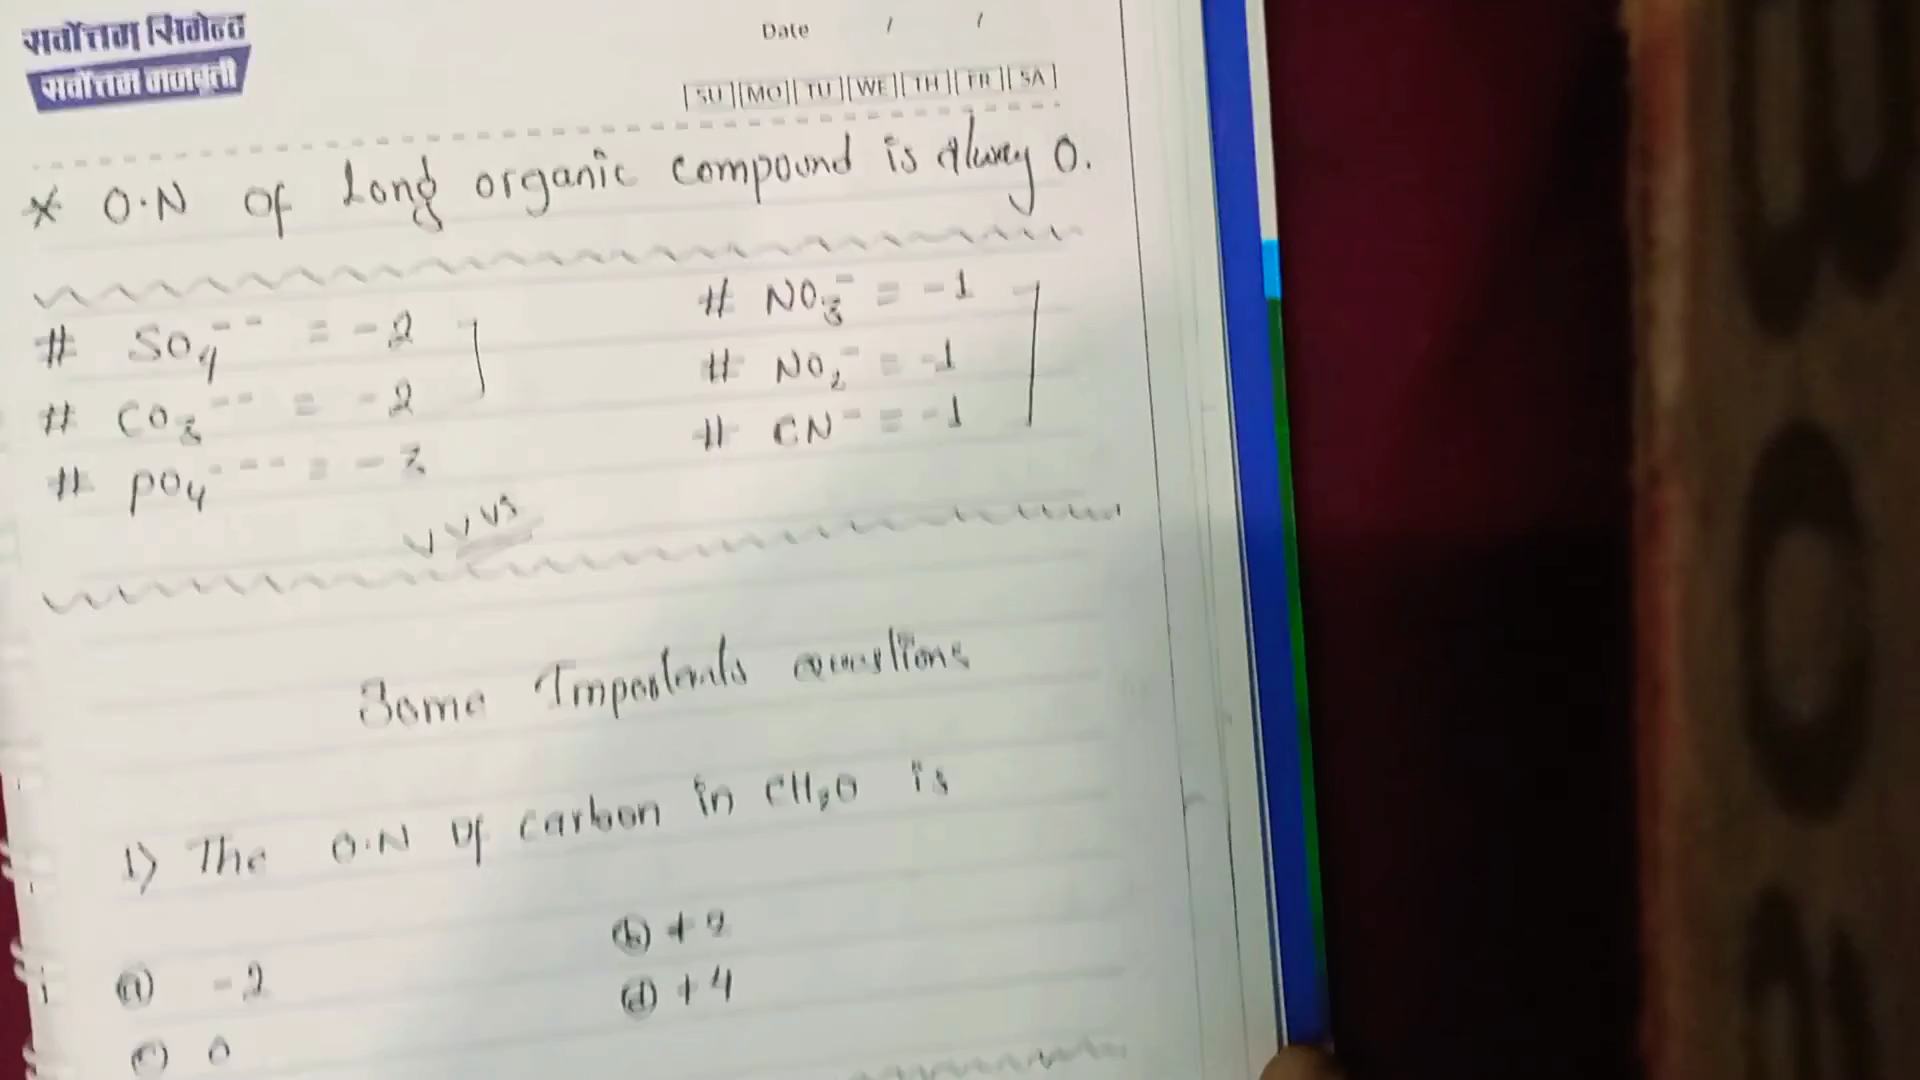 सर्वोत्तम सिमेन्ट
सर्वोत्तम मजबुती
Date / /
SU MO TU WE TH FR SA
* O.N of Long organic compound is alway 0.
# SO₄⁻⁻ = -2
# CO₃⁻⁻ = -2
# PO₄⁻⁻⁻ = -3
# NO₃⁻ = -1
# NO₂⁻ = -1
# CN⁻ = -1
Some Importants questions
1) The O.N of carbon in CH₂O is
(a) -2
(b) +2
(c) 0
(d) +4